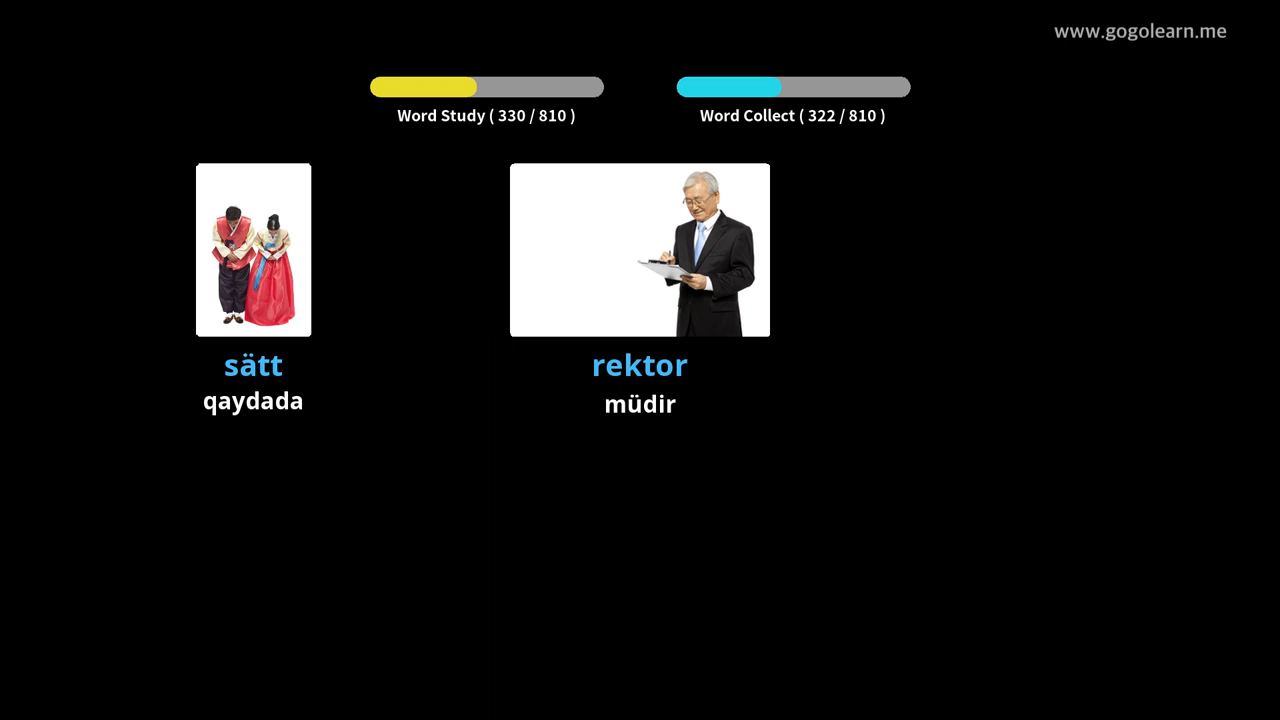 www.gogolearn.me
Word Study ( 330 / 810 )
Word Collect ( 322 / 810 )
sätt
qaydada
rektor
müdir